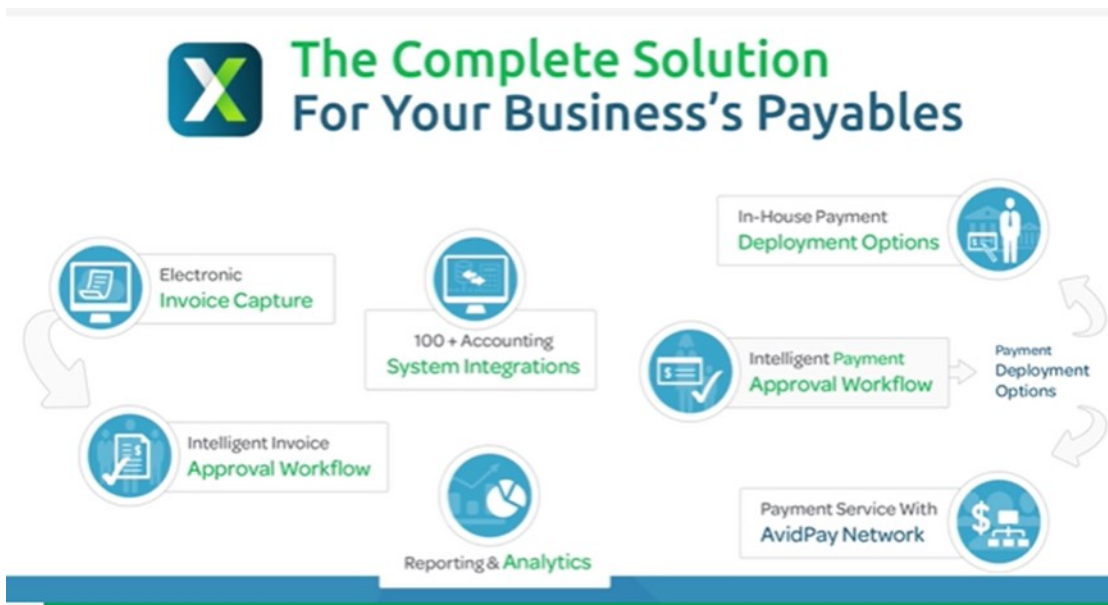 The Complete Solution
For Your Business's Payables
Electronic
Invoice Capture
Intelligent Invoice
Approval Workflow
100 + Accounting
System Integrations
Reporting & Analytics
In-House Payment
Deployment Options
Intelligent Payment
Approval Workflow
Payment
Deployment
Options
Payment Service With
AvidPay Network